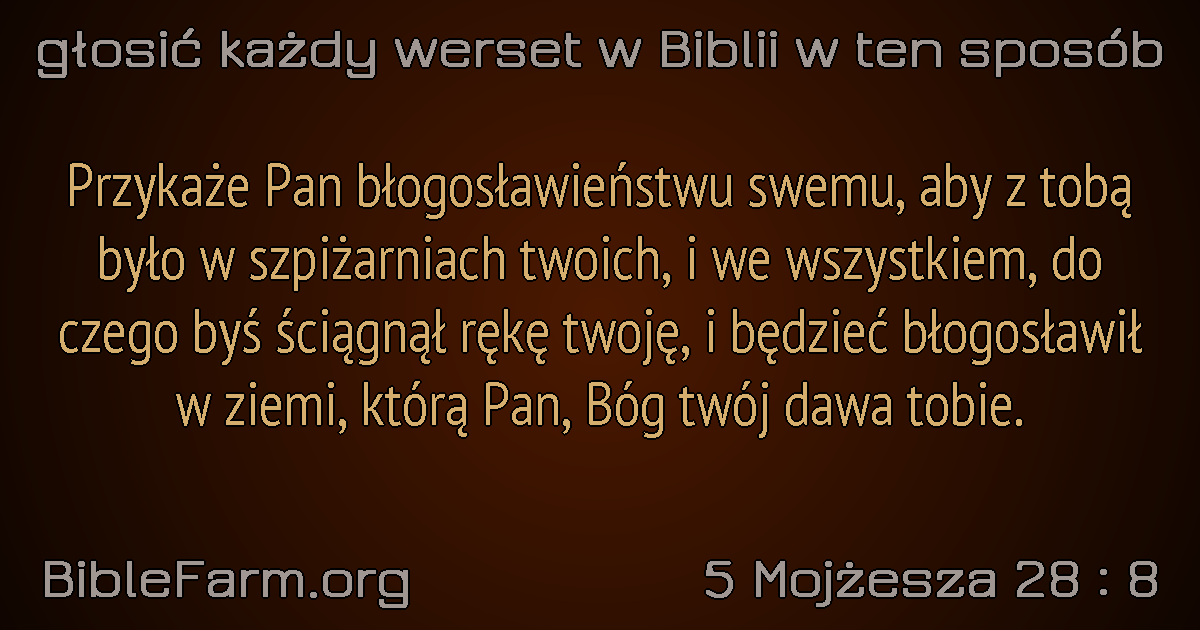 głosić każdy werset w Biblii w ten sposób
Przykaże Pan błogosławieństwu swemu, aby z tobą
było w szpiżarniach twoich, i we wszystkiem, do
czego byś ściągnął rękę twoję, i będzieć błogosławił
w ziemi, którą Pan, Bóg twój dawa tobie.
BibleFarm.org
5 Mojżesza 28 : 8